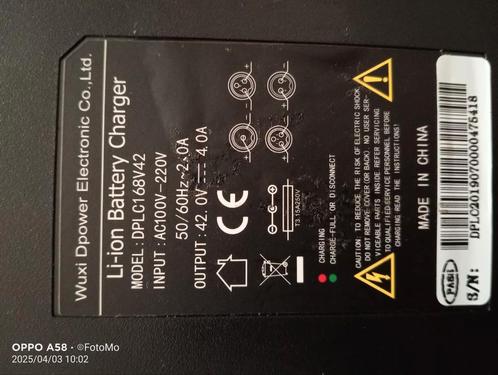 Wuxi Dpower Electronic Co.,Ltd.
Li-ion Battery Charger
MODEL: DPLC168V42
INPUT: AC100V-220V
50/60Hz~2.0A
OUTPUT: 42.0V⎓4.0A
CE
T3.15A250V
CHARGING
CHARGE-FULL OR DISCONNECT
CAUTION TO REDUCE THE RISK OF ELECTRIC SHOCK,
DO NOT REMOVE COVER(OR BACK). NO USER SER-
VICEABLE PARTS INSIDE REFER SERVICING
TO QUALIFIED SERVICE PERSONNEL BEFORE
CHARGING READ THE INSTRUCTIONS!
MADE IN CHINA
S/N:
OPPO A58 ©FotoMo
2025/04/03 10:02